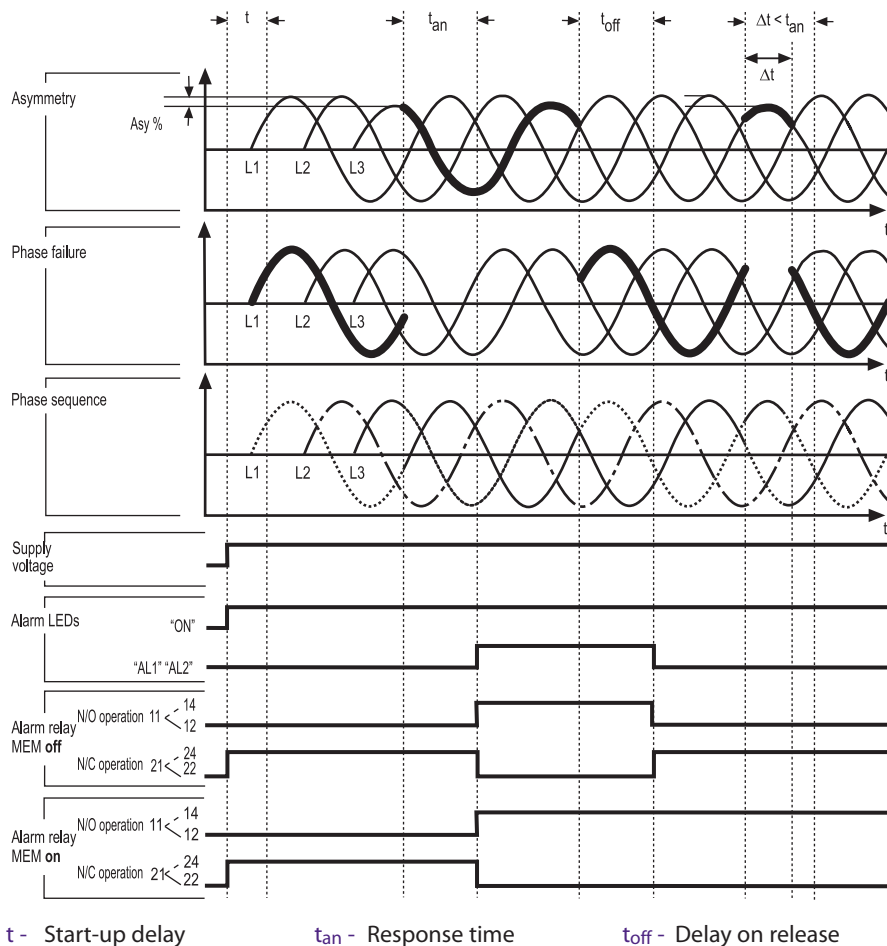 t
tan
toff
Δt < tan
Δt
Asymmetry
Asy %
L1
L2
L3
t
Phase failure
L1
L2
L3
t
Phase sequence
L1
L2
L3
t
Supply
voltage
Alarm LEDs
"ON"
"AL1" "AL2"
Alarm relay
MEM off
N/O operation 11
14
12
N/C operation 21
24
22
Alarm relay
MEM on
N/O operation 11
14
12
N/C operation 21
24
22
t - Start-up delay
tan - Response time
toff - Delay on release